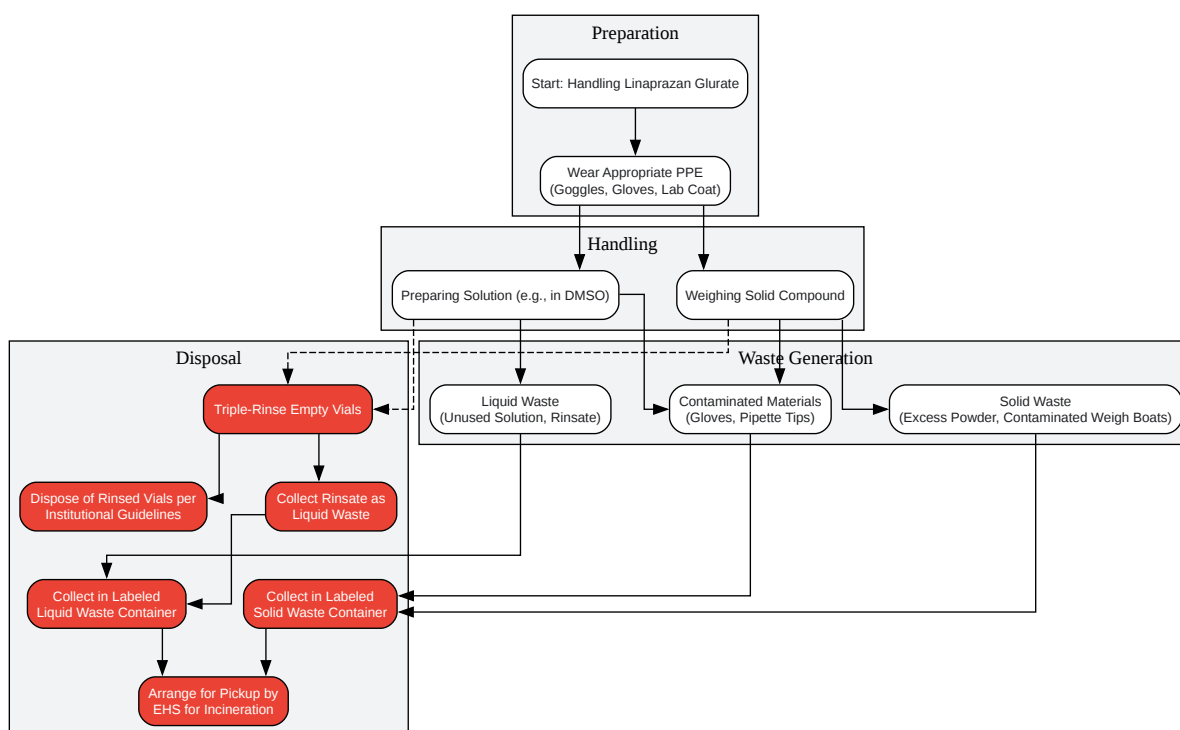 Preparation
Start: Handling Linaprazan Glurate
Wear Appropriate PPE
(Goggles, Gloves, Lab Coat)
Handling
Preparing Solution (e.g., in DMSO)
Weighing Solid Compound
Disposal
Waste Generation
Triple-Rinse Empty Vials
Liquid Waste
(Unused Solution, Rinsate)
Contaminated Materials
(Gloves, Pipette Tips)
Solid Waste
(Excess Powder, Contaminated Weigh Boats)
Dispose of Rinsed Vials per
Institutional Guidelines
Collect Rinsate as
Liquid Waste
Collect in Labeled
Liquid Waste Container
Collect in Labeled
Solid Waste Container
Arrange for Pickup by
EHS for Incineration